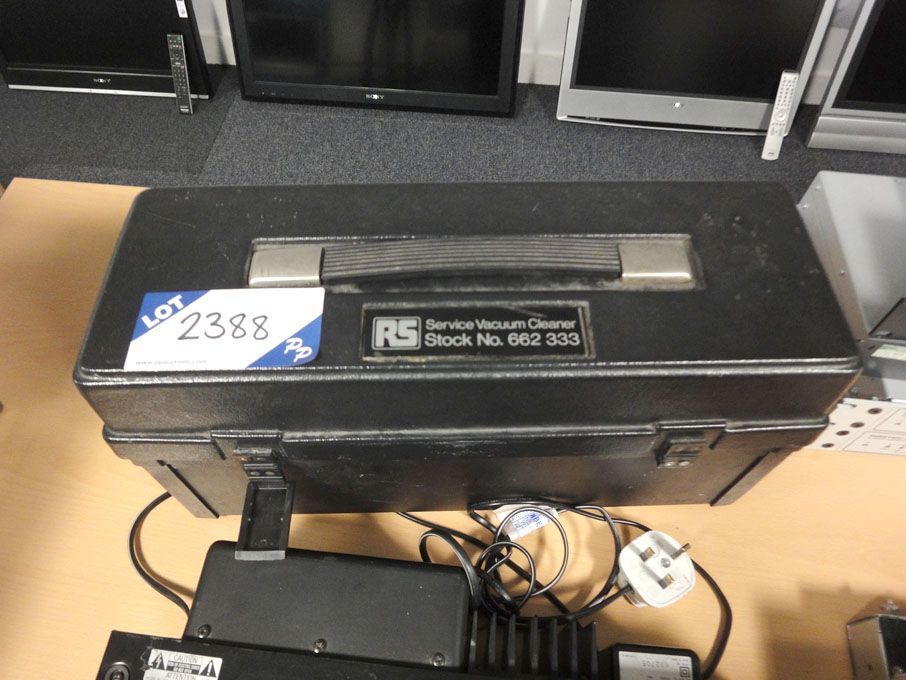 SONY
SONY
LOT
2388
PP
RS
Service Vacuum Cleaner
Stock No. 662 333
CAUTION
ATTENTION